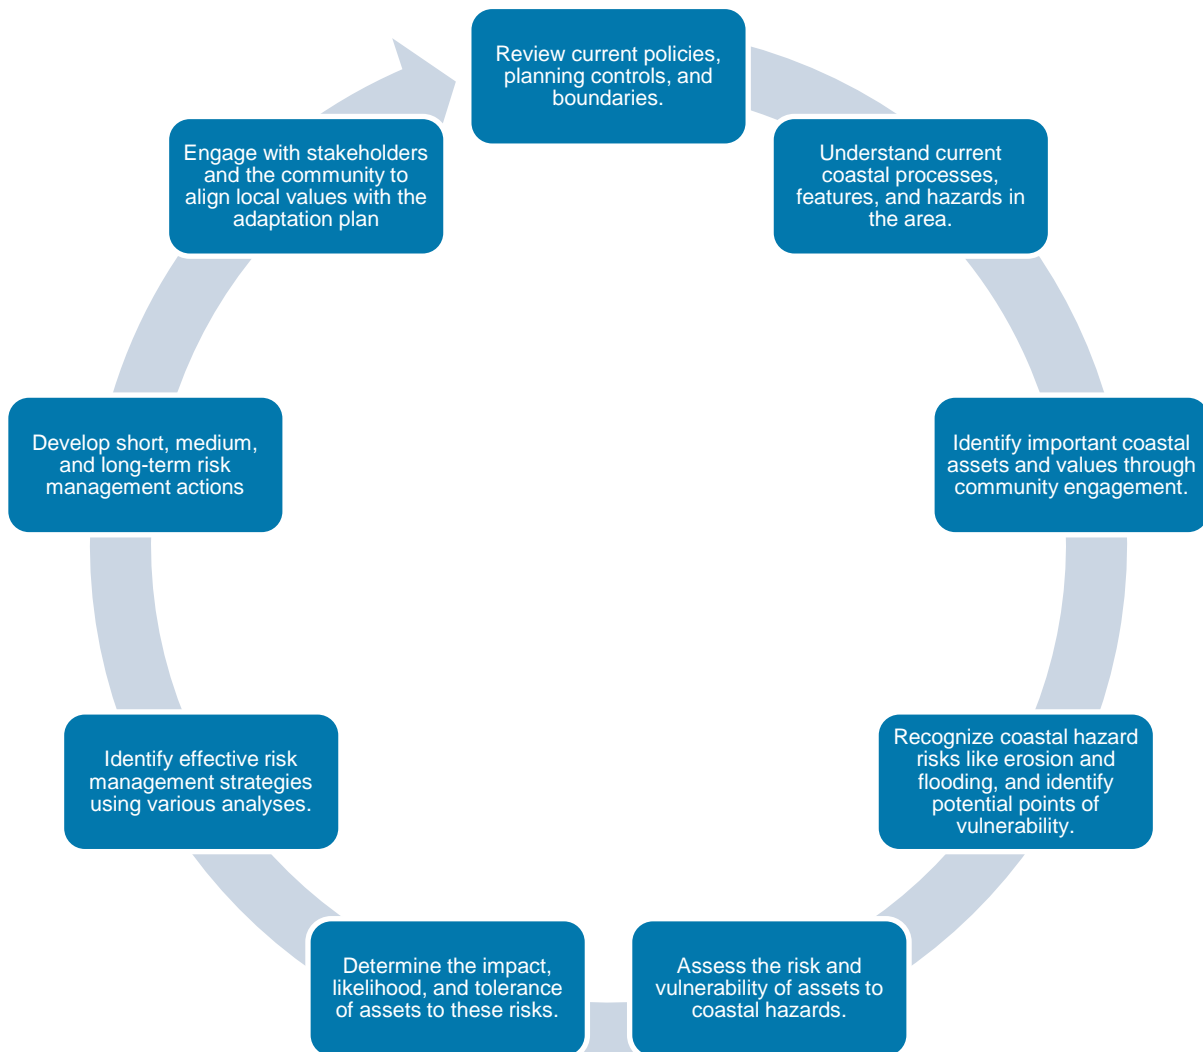 Review current policies,
planning controls, and
boundaries.
Understand current
coastal processes,
features, and hazards in
the area.
Identify important coastal
assets and values through
community engagement.
Recognize coastal hazard
risks like erosion and
flooding, and identify
potential points of
vulnerability.
Assess the risk and
vulnerability of assets to
coastal hazards.
Determine the impact,
likelihood, and tolerance
of assets to these risks.
Identify effective risk
management strategies
using various analyses.
Develop short, medium,
and long-term risk
management actions
Engage with stakeholders
and the community to
align local values with the
adaptation plan